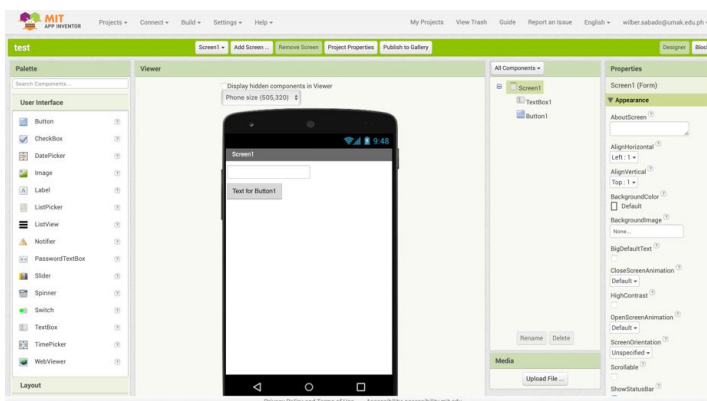 MIT
APP INVENTOR
Projects
Connect
Build
Settings
Help
My Projects
View Trash
Guide
Report an Issue
English
wilber.sabado@umak.edu.ph
test
Screen1
Add Screen ...
Remove Screen
Project Properties
Publish to Gallery
Designer
Bloc
Palette
Search Components...
User Interface
Button
CheckBox
DatePicker
Image
Label
ListPicker
ListView
Notifier
PasswordTextBox
Slider
Spinner
Switch
TextBox
TimePicker
WebViewer
Layout
Viewer
Display hidden components in Viewer
Phone size (505,320)
9:48
Screen1
Text for Button1
All Components
Screen1
TextBox1
Button1
Rename
Delete
Media
Upload File ...
Properties
Screen1 (Form)
Appearance
AboutScreen
AlignHorizontal
Left : 1
AlignVertical
Top : 1
BackgroundColor
Default
BackgroundImage
None...
BigDefaultText
CloseScreenAnimation
Default
HighContrast
OpenScreenAnimation
Default
ScreenOrientation
Unspecified
Scrollable
ShowStatusBar